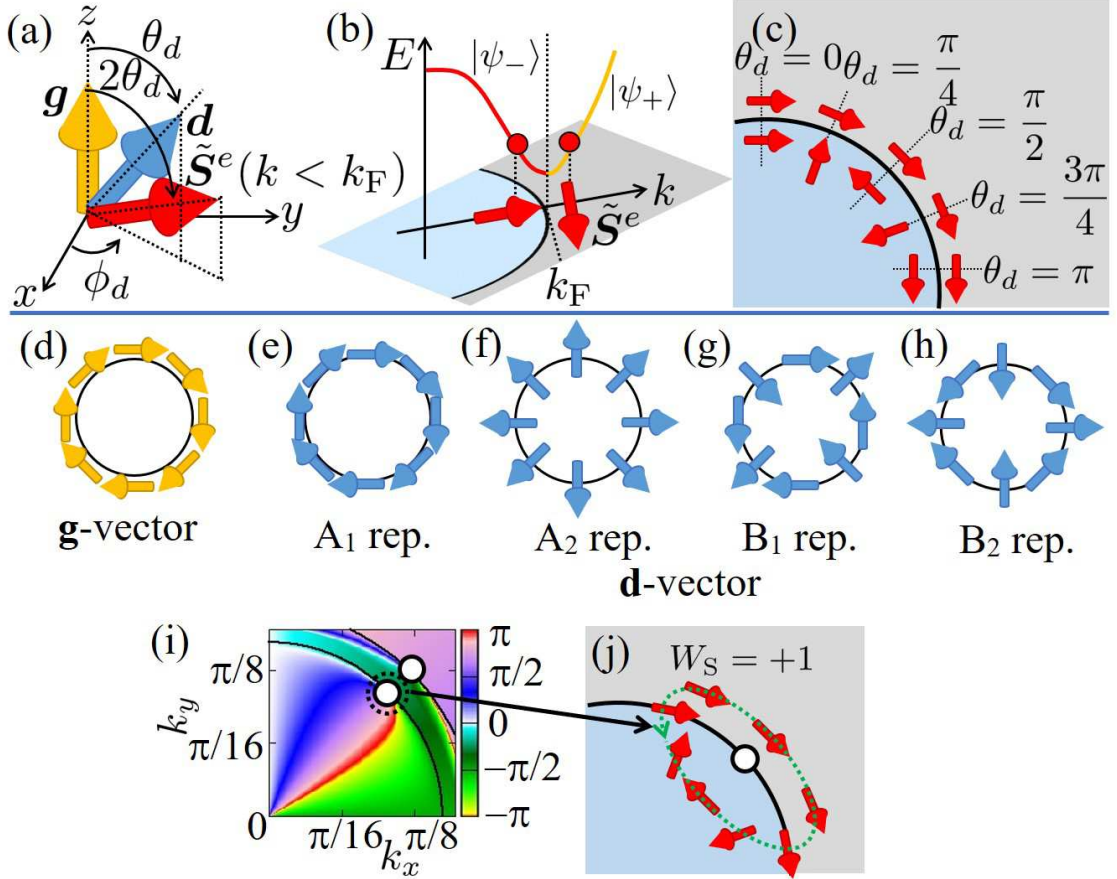 (a)
z
θ_d
2θ_d
g
d
S̃^e(k < k_F)
y
x
ϕ_d
(b)
E
|ψ_−⟩
|ψ_+⟩
k
S̃^e
k_F
(c)
θ_d = 0
θ_d = π/4
θ_d = π/2
θ_d = 3π/4
θ_d = π
(d)
(e)
(f)
(g)
(h)
g-vector
A₁ rep.
A₂ rep.
B₁ rep.
B₂ rep.
d-vector
(i)
k_y
π/8
π/16
0
π/16
π/8
k_x
π
π/2
0
−π/2
−π
(j)
W_S = +1